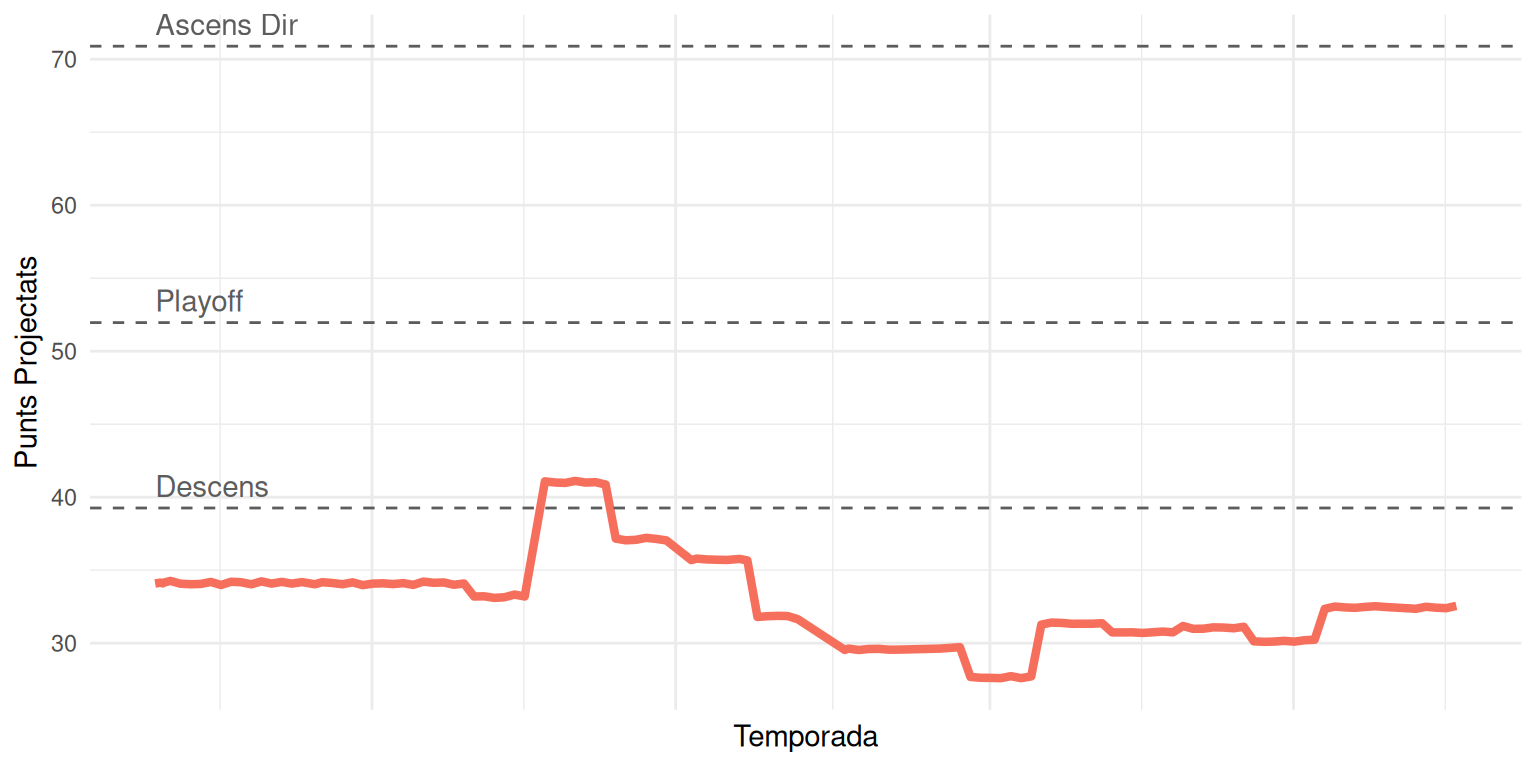 Ascens Dir
70
60
Playoff
50
Descens
40
30
Punts Projectats
Temporada